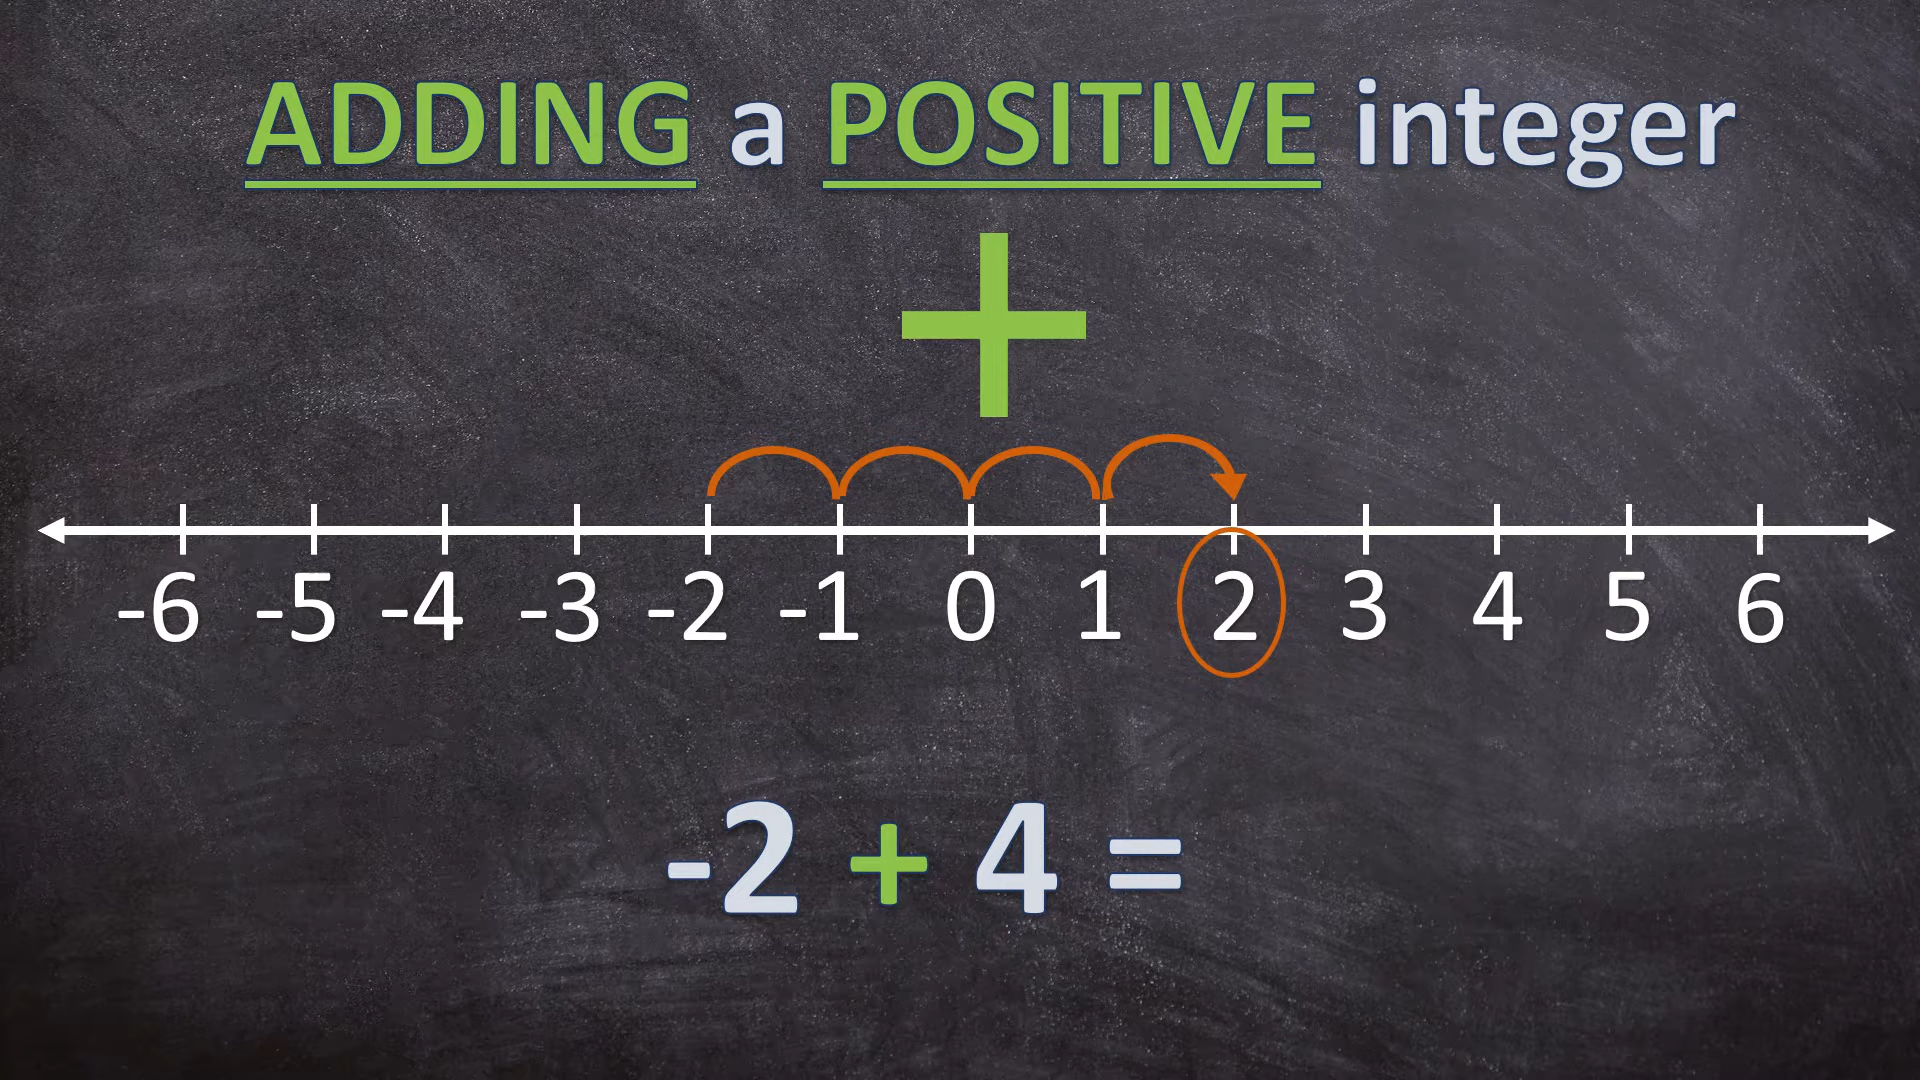 ADDING a POSITIVE integer
+
-6 -5 -4 -3 -2 -1 0 1 2 3 4 5 6
-2 + 4 =